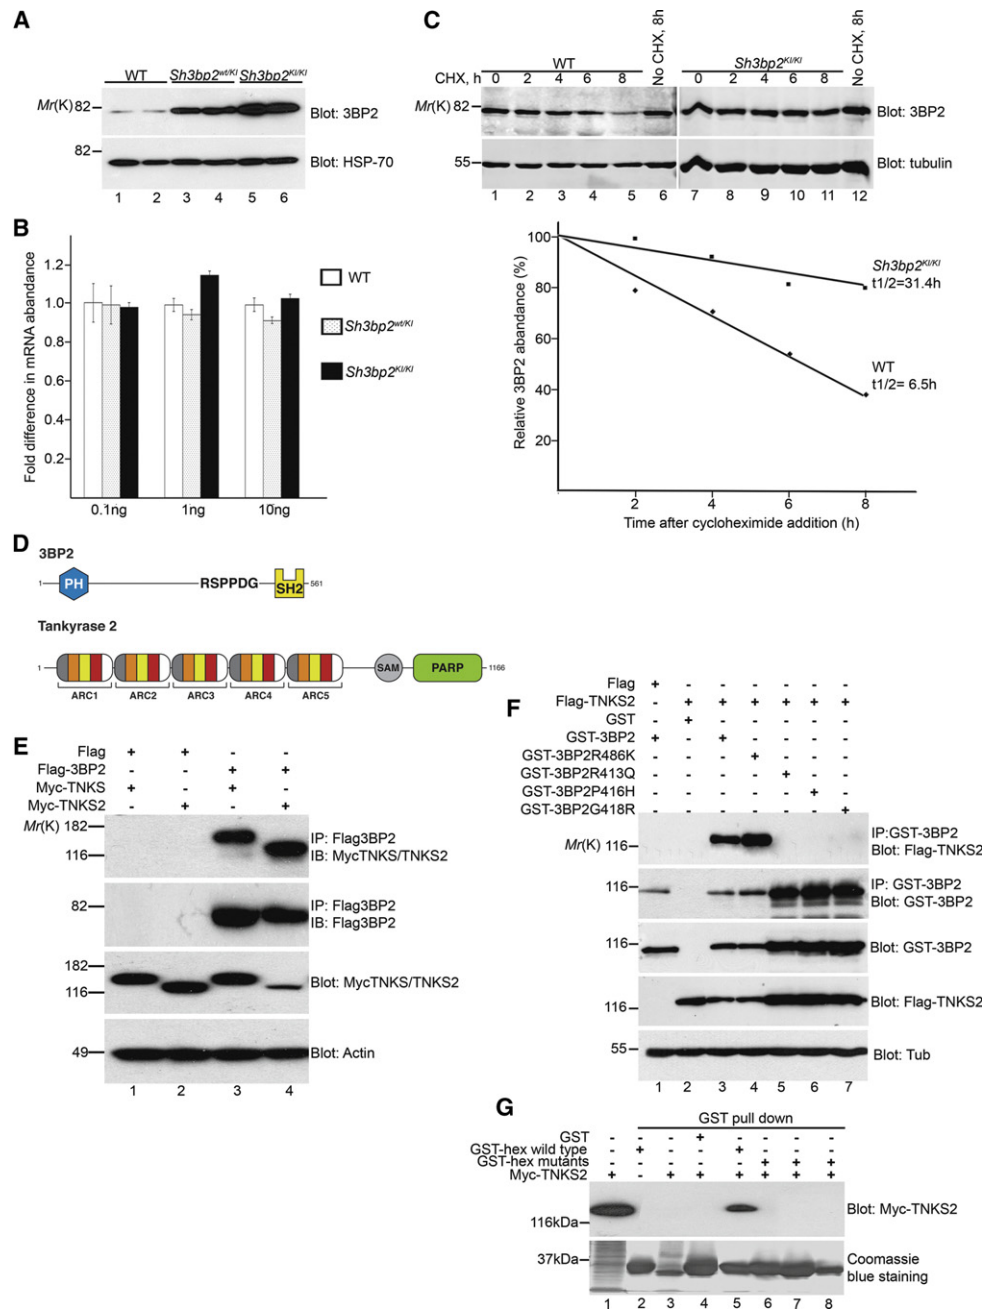 A
WT Sh3bp2wt/KI Sh3bp2KI/KI
Mr(K) 82
Blot: 3BP2
82
Blot: HSP-70
1 2 3 4 5 6
B
Fold difference in mRNA abandance
1.2
1.0
0.8
0.6
0.4
0.2
0.1ng 1ng 10ng
WT
Sh3bp2wt/KI
Sh3bp2KI/KI
C
WT Sh3bp2KI/KI
CHX, h 0 2 4 6 8 No CHX, 8h 0 2 4 6 8 No CHX, 8h
Mr(K) 82
Blot: 3BP2
55
Blot: tubulin
1 2 3 4 5 6 7 8 9 10 11 12
Relative 3BP2 abandance (%)
100
80
60
40
20
2 4 6 8
Time after cycloheximide addition (h)
Sh3bp2KI/KI
t1/2=31.4h
WT
t1/2= 6.5h
D
3BP2
1 PH RSPPDG SH2 561
Tankyrase 2
1 SAM PARP 1166
ARC1 ARC2 ARC3 ARC4 ARC5
E
Flag + + - -
Flag-3BP2 - - + +
Myc-TNKS + - + -
Myc-TNKS2 - + - +
Mr(K) 182
116
IP: Flag3BP2
IB: MycTNKS/TNKS2
82
IP: Flag3BP2
IB: Flag3BP2
182
116
Blot: MycTNKS/TNKS2
49
Blot: Actin
1 2 3 4
F
Flag + - - - - - -
Flag-TNKS2 - + + + + + +
GST - + - - - - -
GST-3BP2 + - + - - - -
GST-3BP2R486K - - - + - - -
GST-3BP2R413Q - - - - + - -
GST-3BP2P416H - - - - - + -
GST-3BP2G418R - - - - - - +
Mr(K) 116
IP:GST-3BP2
Blot: Flag-TNKS2
116
IP: GST-3BP2
Blot: GST-3BP2
116
Blot: GST-3BP2
116
Blot: Flag-TNKS2
55
Blot: Tub
1 2 3 4 5 6 7
G
GST pull down
GST - - - + - - - -
GST-hex wild type - + - - + - - -
GST-hex mutants - - - - - + + +
Myc-TNKS2 + - + + + + + +
116kDa
Blot: Myc-TNKS2
37kDa
Coomassie
blue staining
1 2 3 4 5 6 7 8